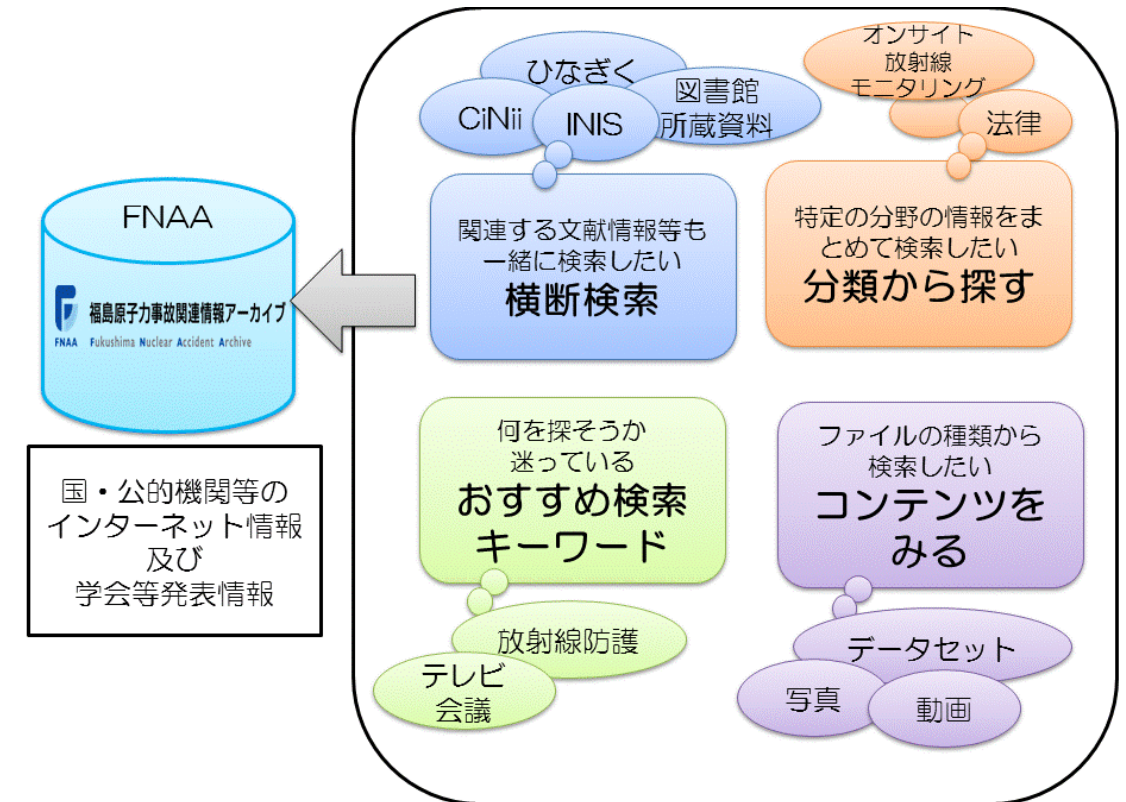 FNAA
福島原子力事故関連情報アーカイブ
FNAA Fukushima Nuclear Accident Archive
国・公的機関等の
インターネット情報
及び
学会等発表情報
ひなぎく
CiNii
INIS
図書館
所蔵資料
関連する文献情報等も
一緒に検索したい
横断検索
オンサイト
放射線
モニタリング
法律
特定の分野の情報をま
とめて検索したい
分類から探す
何を探そうか
迷っている
おすすめ検索
キーワード
放射線防護
テレビ
会議
ファイルの種類から
検索したい
コンテンツを
みる
データセット
写真
動画